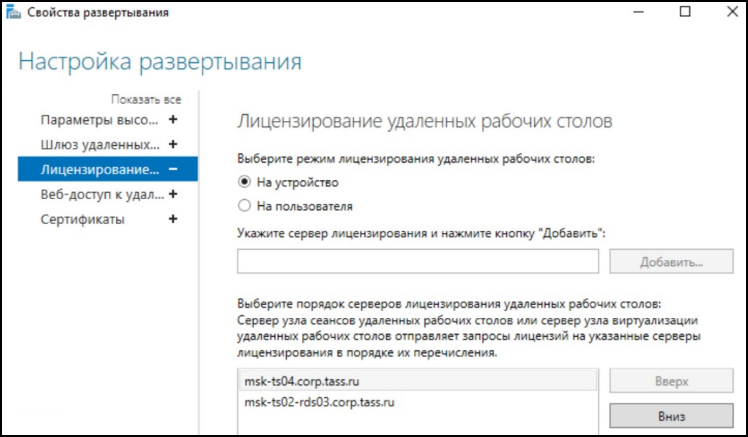 Свойства развертывания
Настройка развертывания
Показать все
Параметры высо... +
Шлюз удаленных... +
Лицензирование... −
Веб-доступ к удал... +
Сертификаты +
Лицензирование удаленных рабочих столов
Выберите режим лицензирования удаленных рабочих столов:
На устройство
На пользователя
Укажите сервер лицензирования и нажмите кнопку "Добавить":
Добавить...
Выберите порядок серверов лицензирования удаленных рабочих столов:
Сервер узла сеансов удаленных рабочих столов или сервер узла виртуализации
удаленных рабочих столов отправляет запросы лицензий на указанные серверы
лицензирования в порядке их перечисления.
msk-ts04.corp.tass.ru
msk-ts02-rds03.corp.tass.ru
Вверх
Вниз